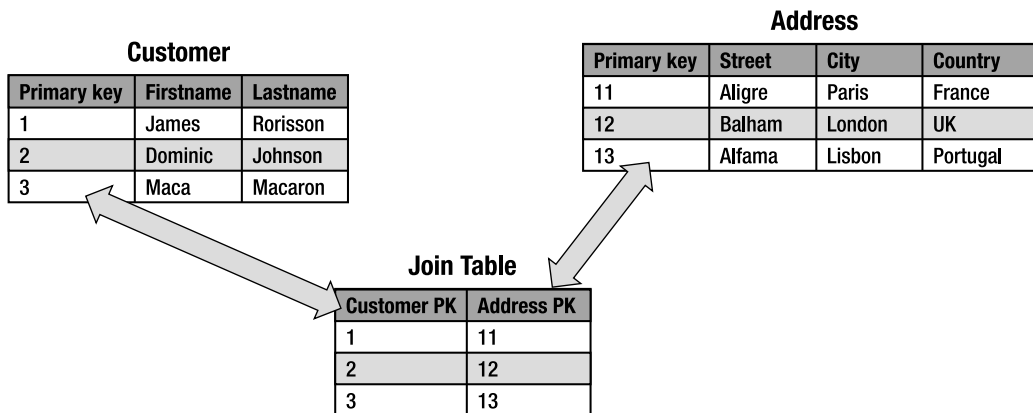 Customer
Primary key Firstname Lastname
1 James Rorisson
2 Dominic Johnson
3 Maca Macaron
Address
Primary key Street City Country
11 Aligre Paris France
12 Balham London UK
13 Alfama Lisbon Portugal
Join Table
Customer PK Address PK
1 11
2 12
3 13